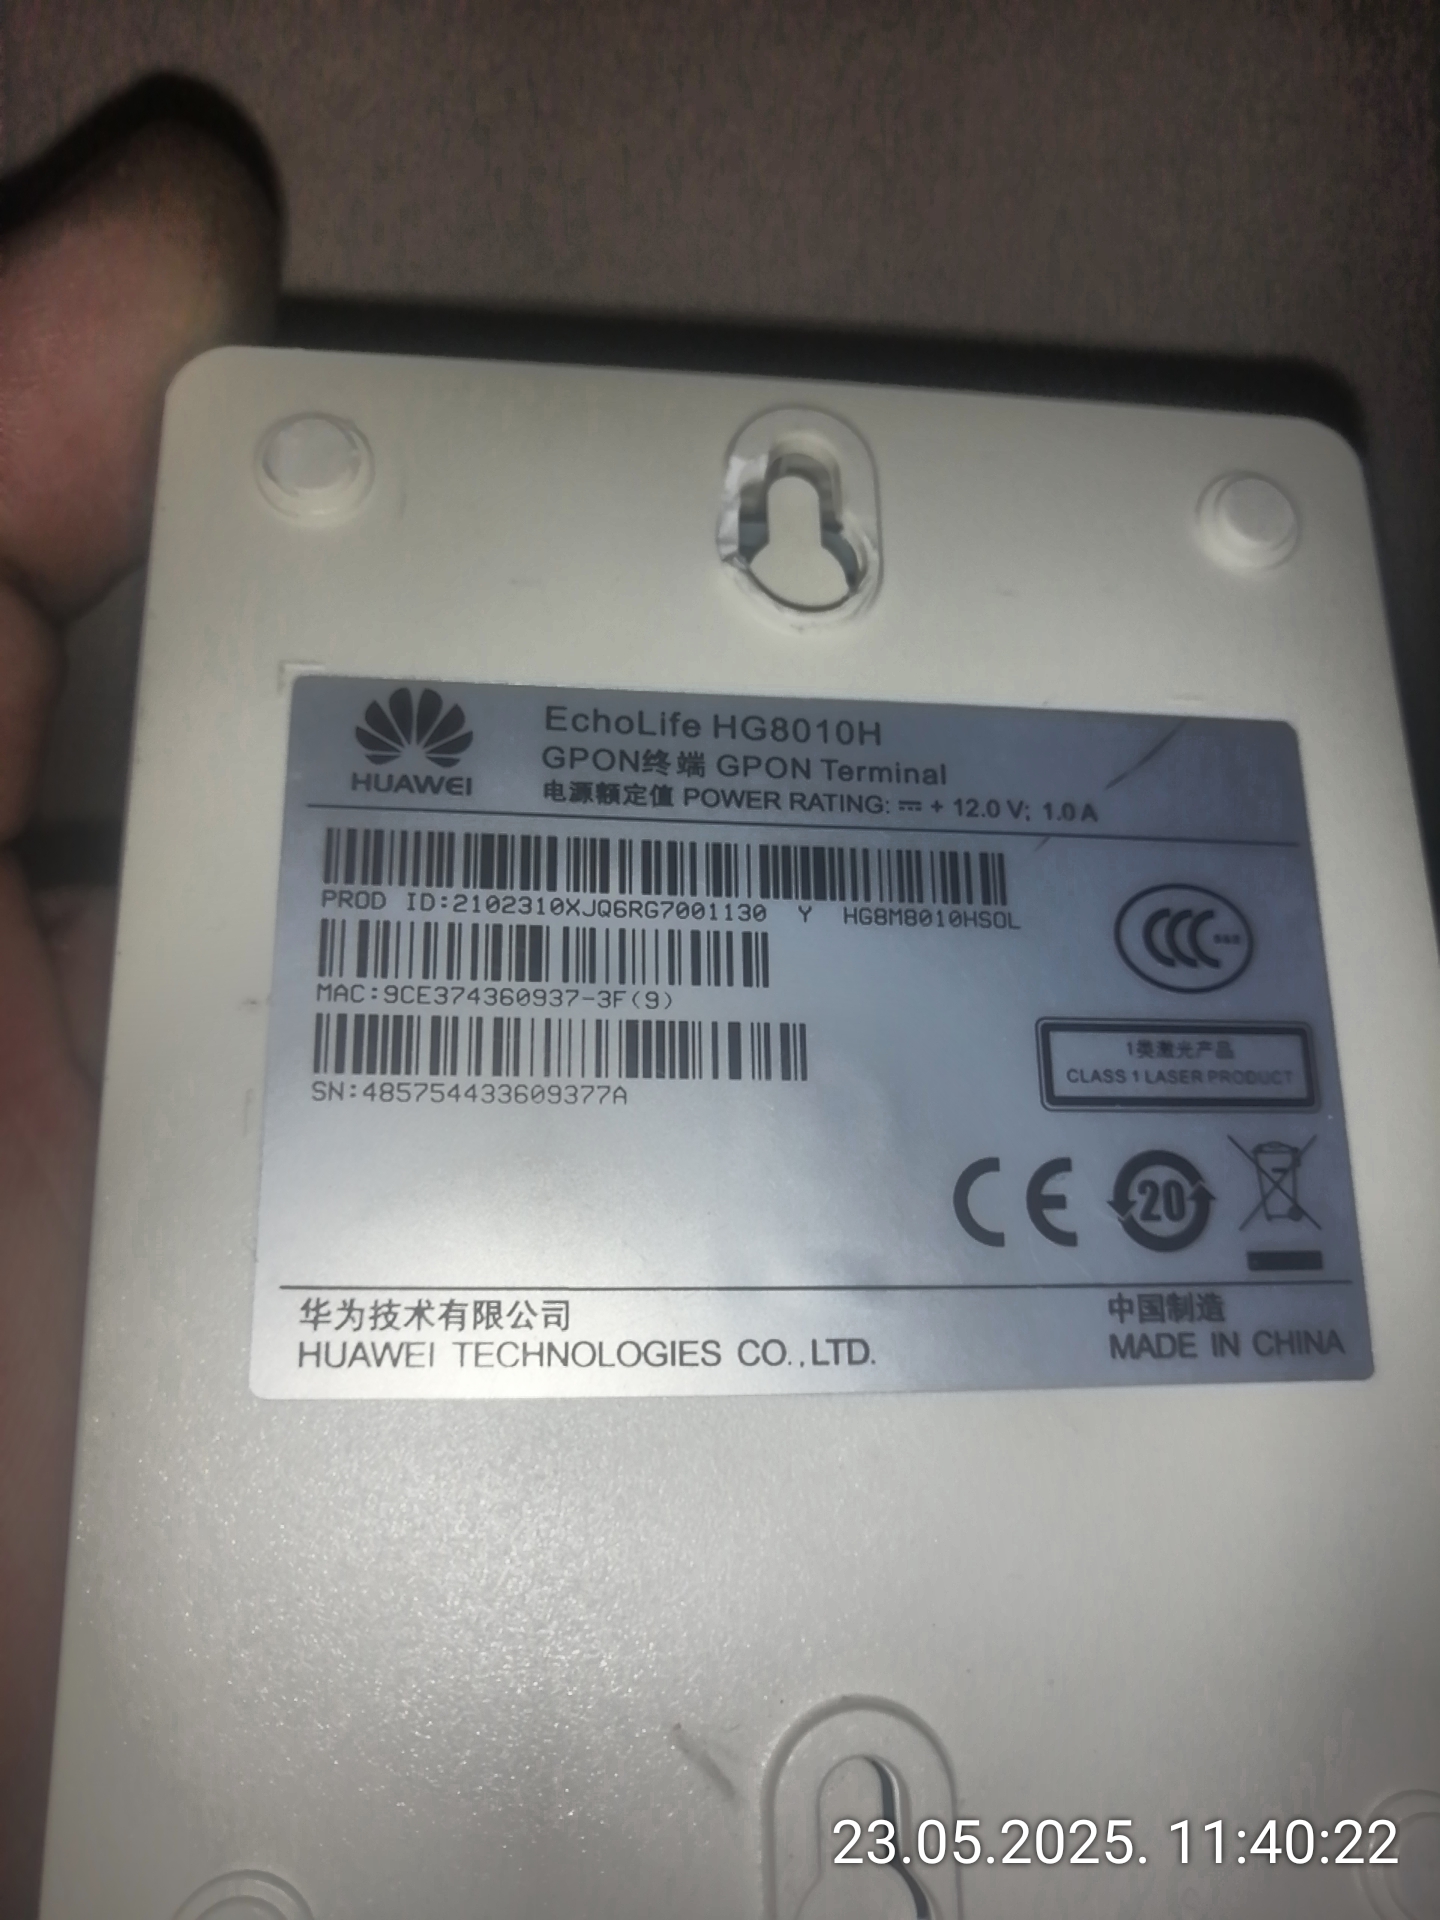 HUAWEI
EchoLife HG8010H
GPON终端 GPON Terminal
电源额定值 POWER RATING: ⎓ + 12.0 V; 1.0 A
PROD ID:2102310XJQ6RG7001130 Y HG8M8010HSOL
MAC:9CE374360937-3F(9)
SN:485754433609377A
CCC
1类激光产品
CLASS 1 LASER PRODUCT
CE
20
华为技术有限公司
HUAWEI TECHNOLOGIES CO.,LTD.
中国制造
MADE IN CHINA
23.05.2025. 11:40:22